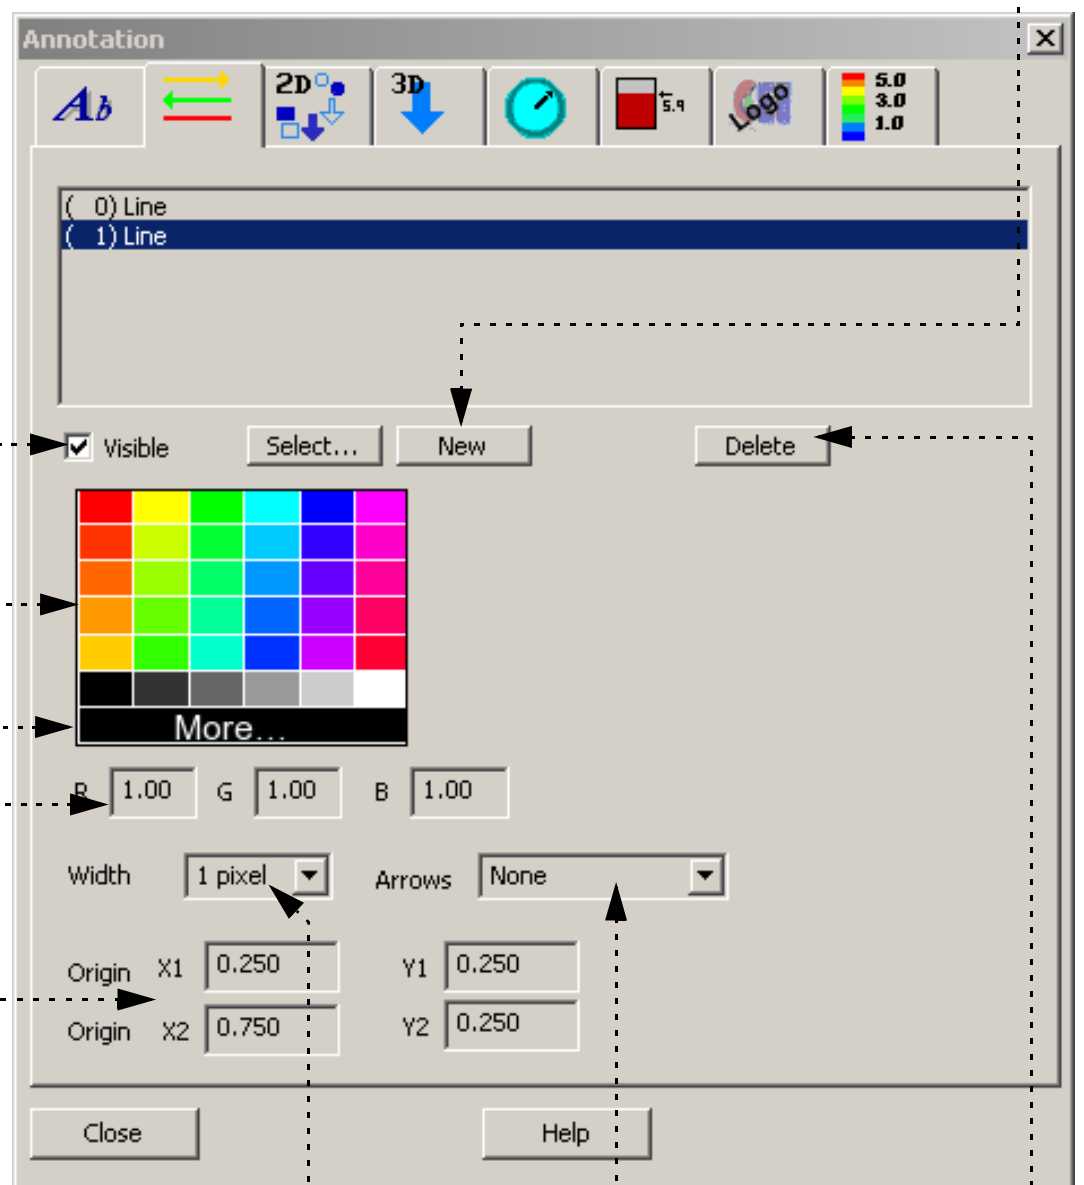 Annotation
Ab
2D
3D
5.9
Logo
5.0
3.0
1.0
( 0) Line
( 1) Line
Visible Select... New Delete
More...
R 1.00 G 1.00 B 1.00
Width 1 pixel Arrows None
Origin X1 0.250 Y1 0.250
Origin X2 0.750 Y2 0.250
Close Help